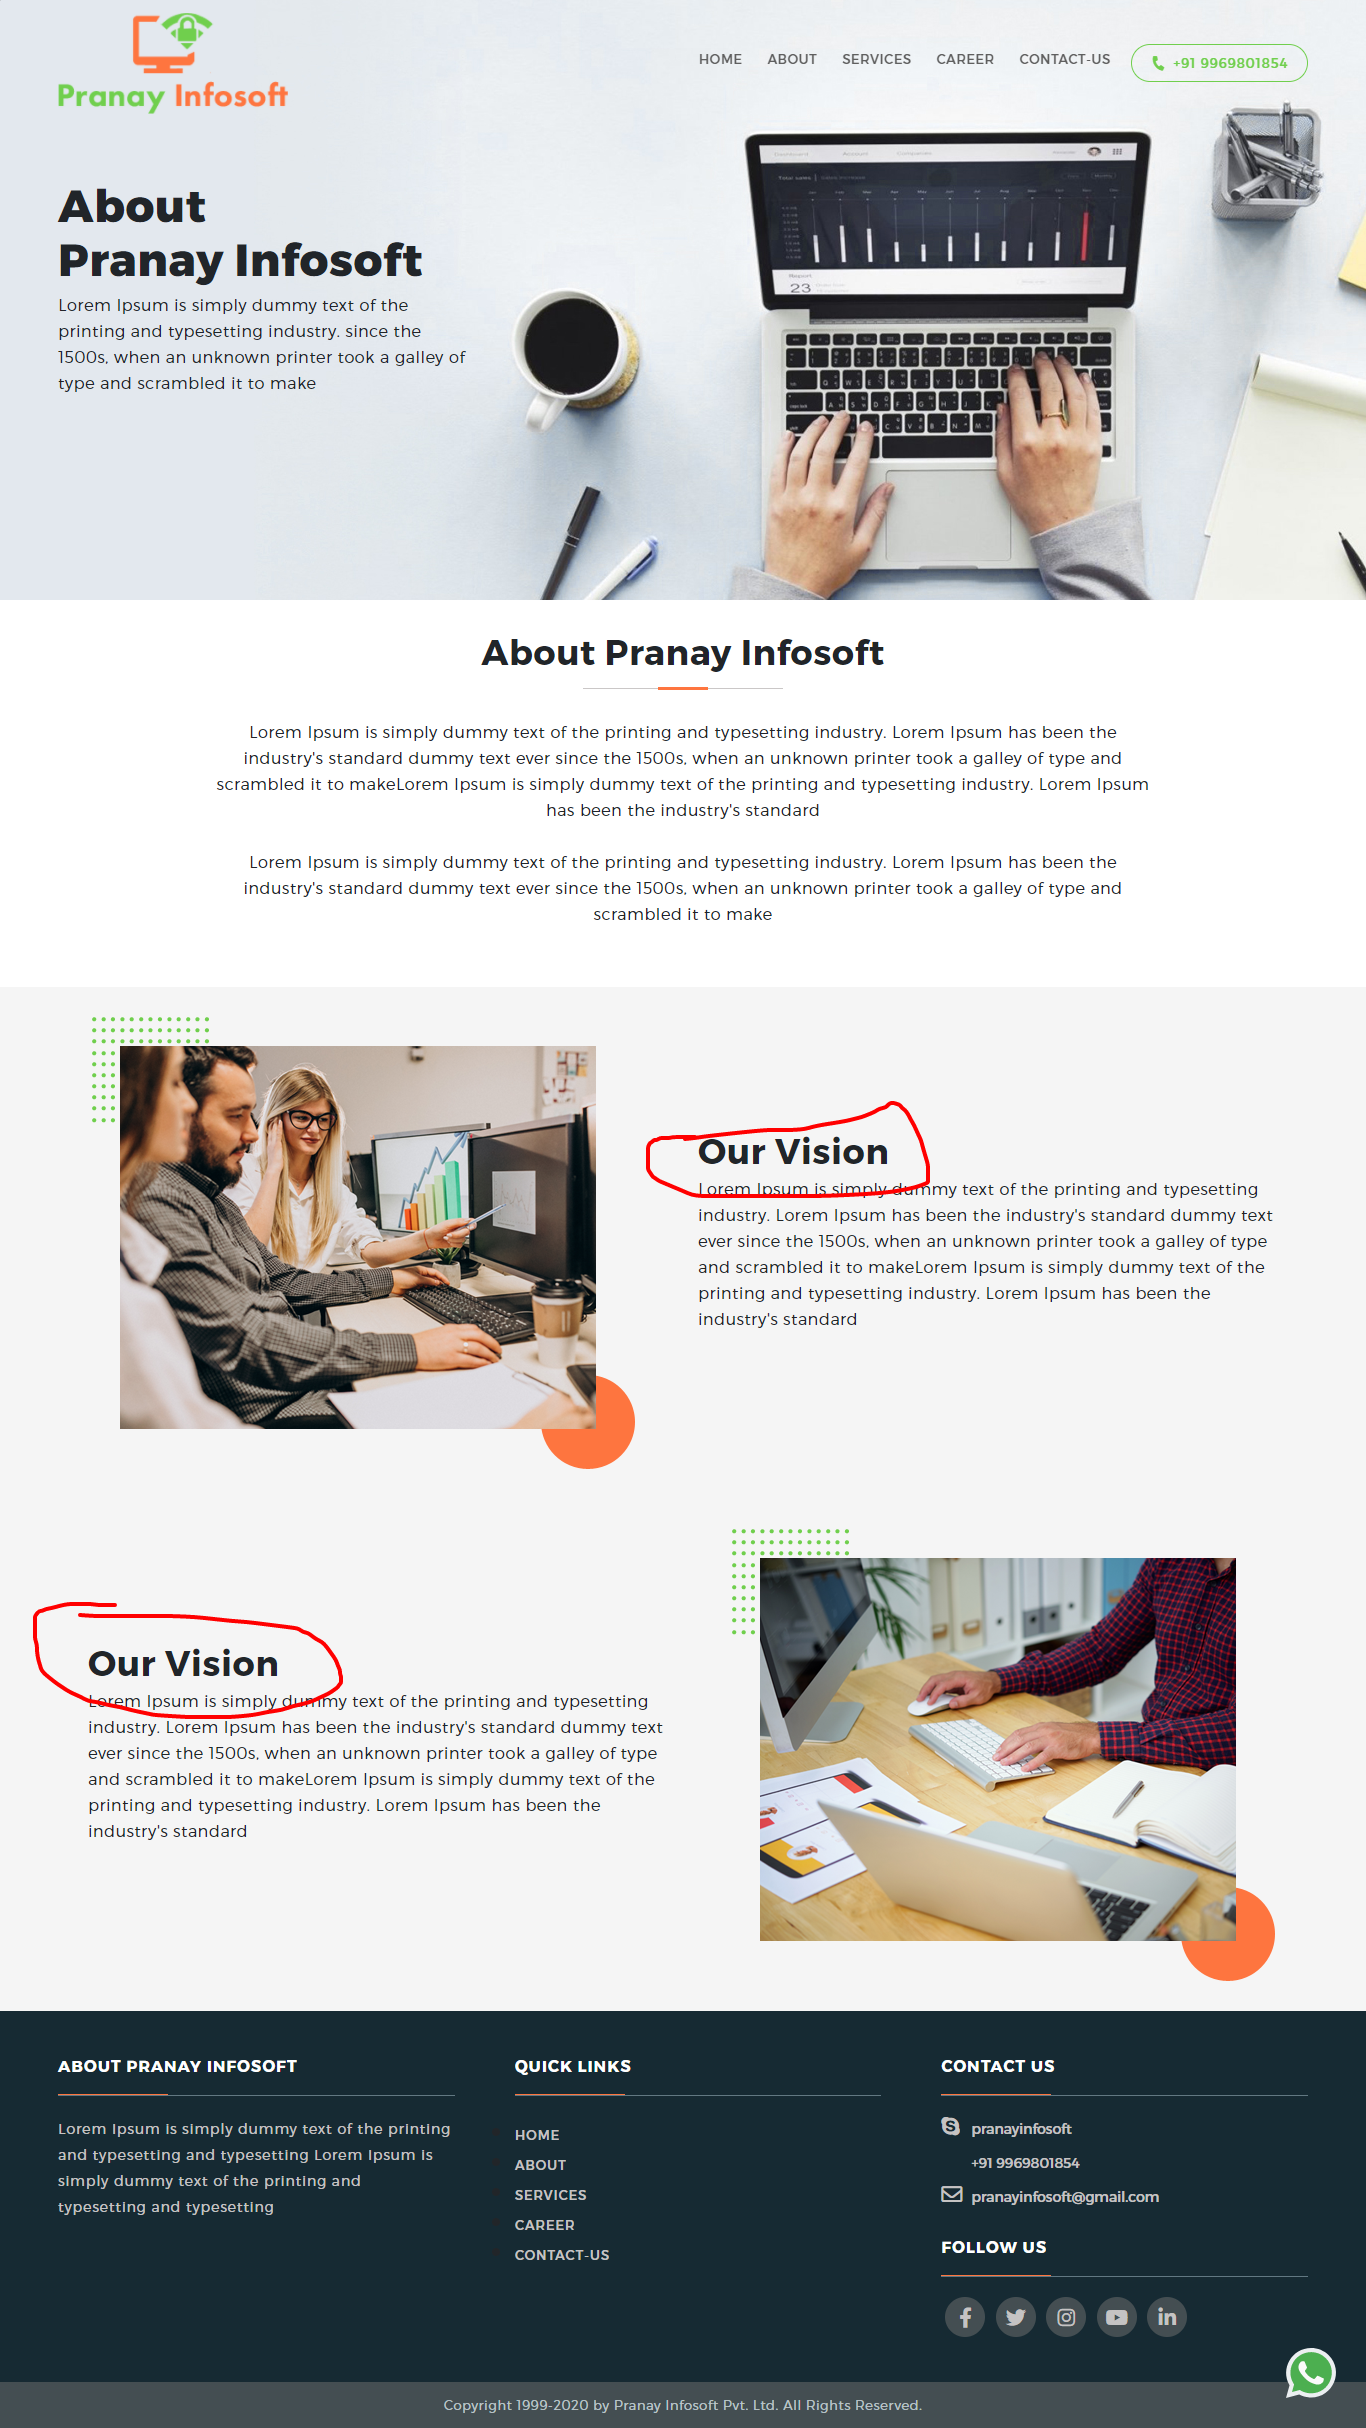 Pranay Infosoft
HOME ABOUT SERVICES CAREER CONTACT-US +91 9969801854
About
Pranay Infosoft
Lorem Ipsum is simply dummy text of the
printing and typesetting industry. since the
1500s, when an unknown printer took a galley of
type and scrambled it to make
Dashboard Account
Total sales
Report
23
About Pranay Infosoft
Lorem Ipsum is simply dummy text of the printing and typesetting industry. Lorem Ipsum has been the
industry's standard dummy text ever since the 1500s, when an unknown printer took a galley of type and
scrambled it to makeLorem Ipsum is simply dummy text of the printing and typesetting industry. Lorem Ipsum
has been the industry's standard
Lorem Ipsum is simply dummy text of the printing and typesetting industry. Lorem Ipsum has been the
industry's standard dummy text ever since the 1500s, when an unknown printer took a galley of type and
scrambled it to make
Our Vision
Lorem Ipsum is simply dummy text of the printing and typesetting
industry. Lorem Ipsum has been the industry's standard dummy text
ever since the 1500s, when an unknown printer took a galley of type
and scrambled it to makeLorem Ipsum is simply dummy text of the
printing and typesetting industry. Lorem Ipsum has been the
industry's standard
Our Vision
Lorem Ipsum is simply dummy text of the printing and typesetting
industry. Lorem Ipsum has been the industry's standard dummy text
ever since the 1500s, when an unknown printer took a galley of type
and scrambled it to makeLorem Ipsum is simply dummy text of the
printing and typesetting industry. Lorem Ipsum has been the
industry's standard
ABOUT PRANAY INFOSOFT
Lorem Ipsum is simply dummy text of the printing
and typesetting and typesetting Lorem Ipsum is
simply dummy text of the printing and
typesetting and typesetting
QUICK LINKS
HOME
ABOUT
SERVICES
CAREER
CONTACT-US
CONTACT US
pranayinfosoft
+91 9969801854
pranayinfosoft@gmail.com
FOLLOW US
Copyright 1999-2020 by Pranay Infosoft Pvt. Ltd. All Rights Reserved.